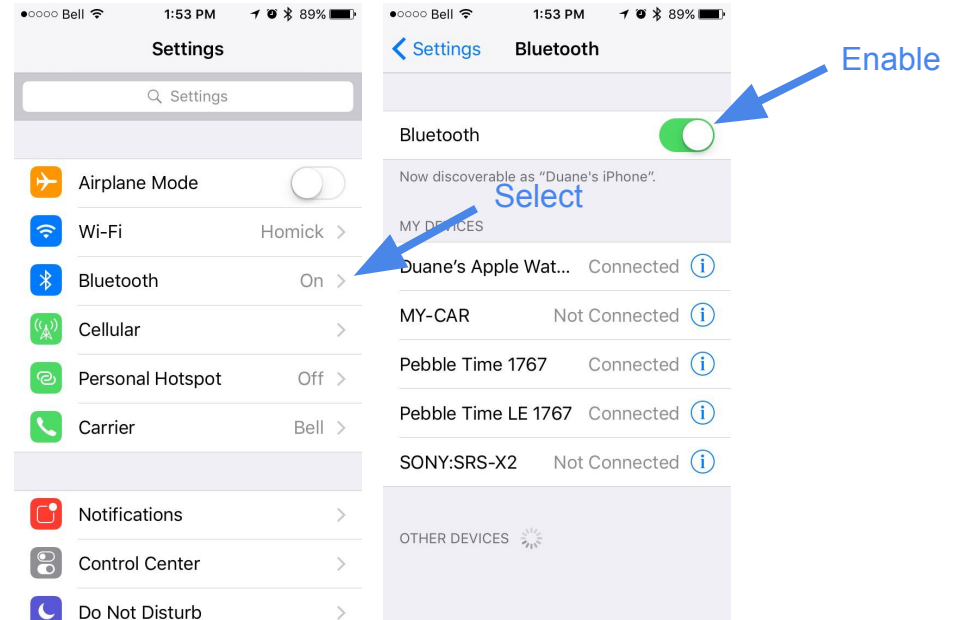 ●○○○○ Bell 1:53 PM 89%
Settings
Settings
Airplane Mode
Wi-Fi Homick
Bluetooth On
Cellular
Personal Hotspot Off
Carrier Bell
Notifications
Control Center
Do Not Disturb
●○○○○ Bell 1:53 PM 89%
Settings Bluetooth
Enable
Bluetooth
Now discoverable as “Duane's iPhone”.
Select
MY DEVICES
Duane’s Apple Wat... Connected
MY-CAR Not Connected
Pebble Time 1767 Connected
Pebble Time LE 1767 Connected
SONY:SRS-X2 Not Connected
OTHER DEVICES